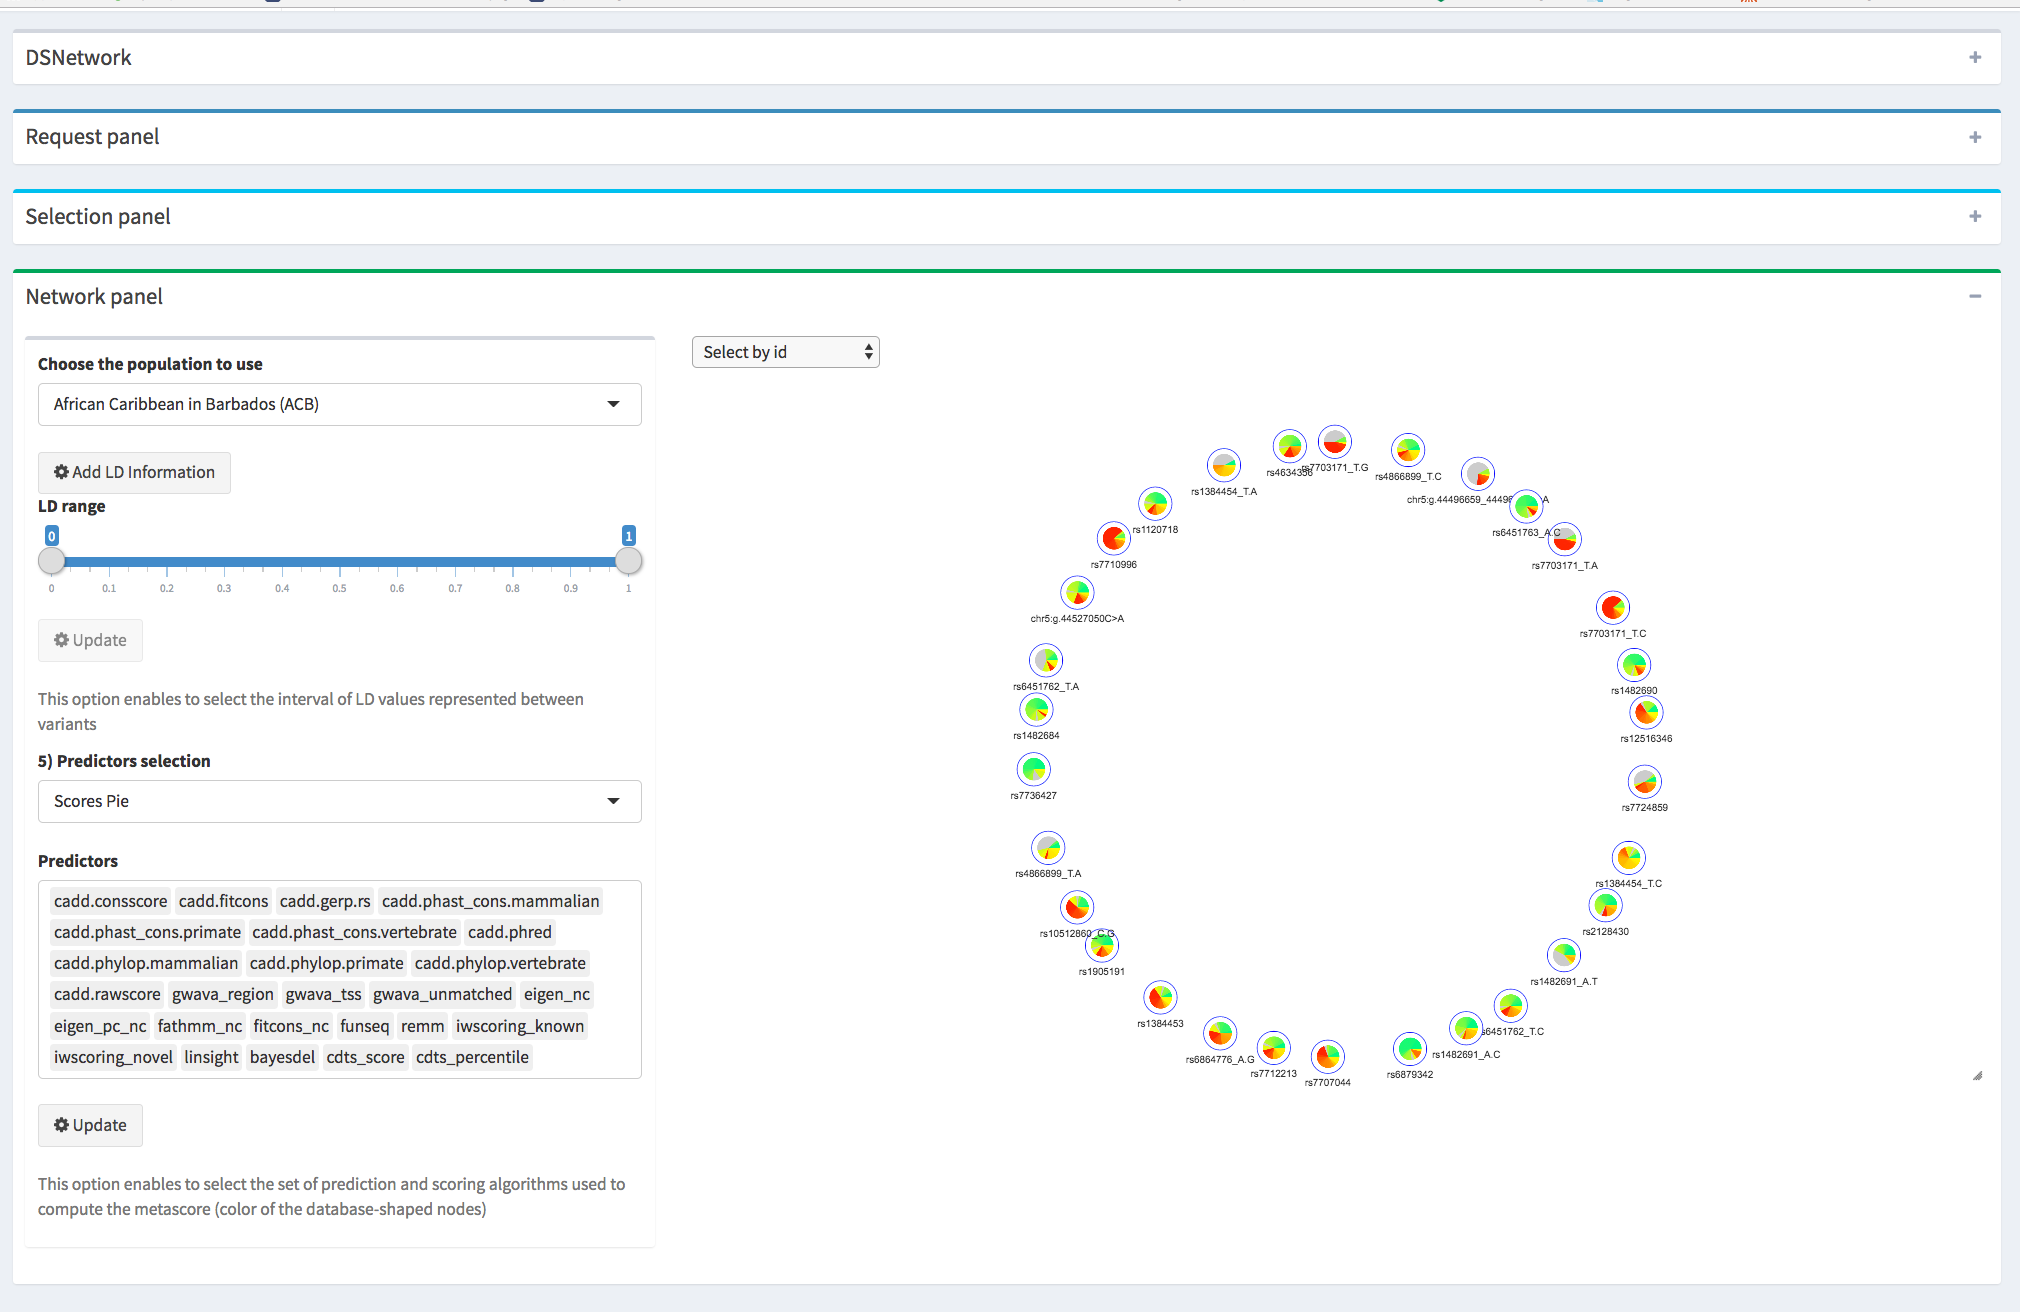 DSNetwork
Request panel
Selection panel
Network panel
Choose the population to use
African Caribbean in Barbados (ACB)
Add LD Information
LD range
0 1
0 0.1 0.2 0.3 0.4 0.5 0.6 0.7 0.8 0.9 1
Update
This option enables to select the interval of LD values represented between
variants
5) Predictors selection
Scores Pie
Predictors
cadd.consscore cadd.fitcons cadd.gerp.rs cadd.phast_cons.mammalian
cadd.phast_cons.primate cadd.phast_cons.vertebrate cadd.phred
cadd.phylop.mammalian cadd.phylop.primate cadd.phylop.vertebrate
cadd.rawscore gwava_region gwava_tss gwava_unmatched eigen_nc
eigen_pc_nc fathmm_nc fitcons_nc funseq remm iwscoring_known
iwscoring_novel linsight bayesdel cdts_score cdts_percentile
Update
This option enables to select the set of prediction and scoring algorithms used to
compute the metascore (color of the database-shaped nodes)
Select by id
rs7703171_T.G
rs4634356
rs4866899_T.C
rs1384454_T.A
rs1120718
rs6451763_A.C
rs7710996
rs7703171_T.A
chr5:g.44527050C>A
rs7703171_T.C
rs6451762_T.A
rs1482690
rs1482684
rs12516346
rs7736427
rs7724859
rs4866899_T.A
rs1384454_T.C
rs10512860_C.G
rs2128430
rs1905191
rs1482691_A.T
rs1384453
s6451762_T.C
rs6864776_A.G
rs1482691_A.C
rs7712213
rs6879342
rs7707044